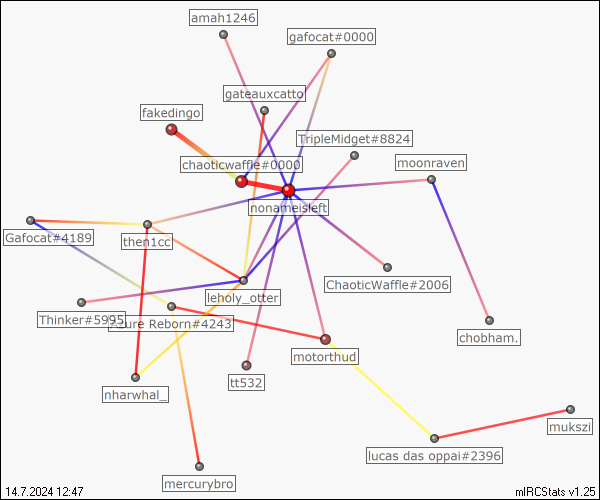 amah1246
gafocat#0000
gateauxcatto
fakedingo
TripleMidget#8824
chaoticwaffle#0000
moonraven
nonameisleft
Gafocat#4189
then1cc
ChaoticWaffle#2006
leholy_otter
Thinker#5995
Reborn#4243
chobham.
motorthud
tt532
nharwhal_
mukszi
lucas das oppai#2396
mercurybro
14.7.2024 12:47
mIRCStats v1.25